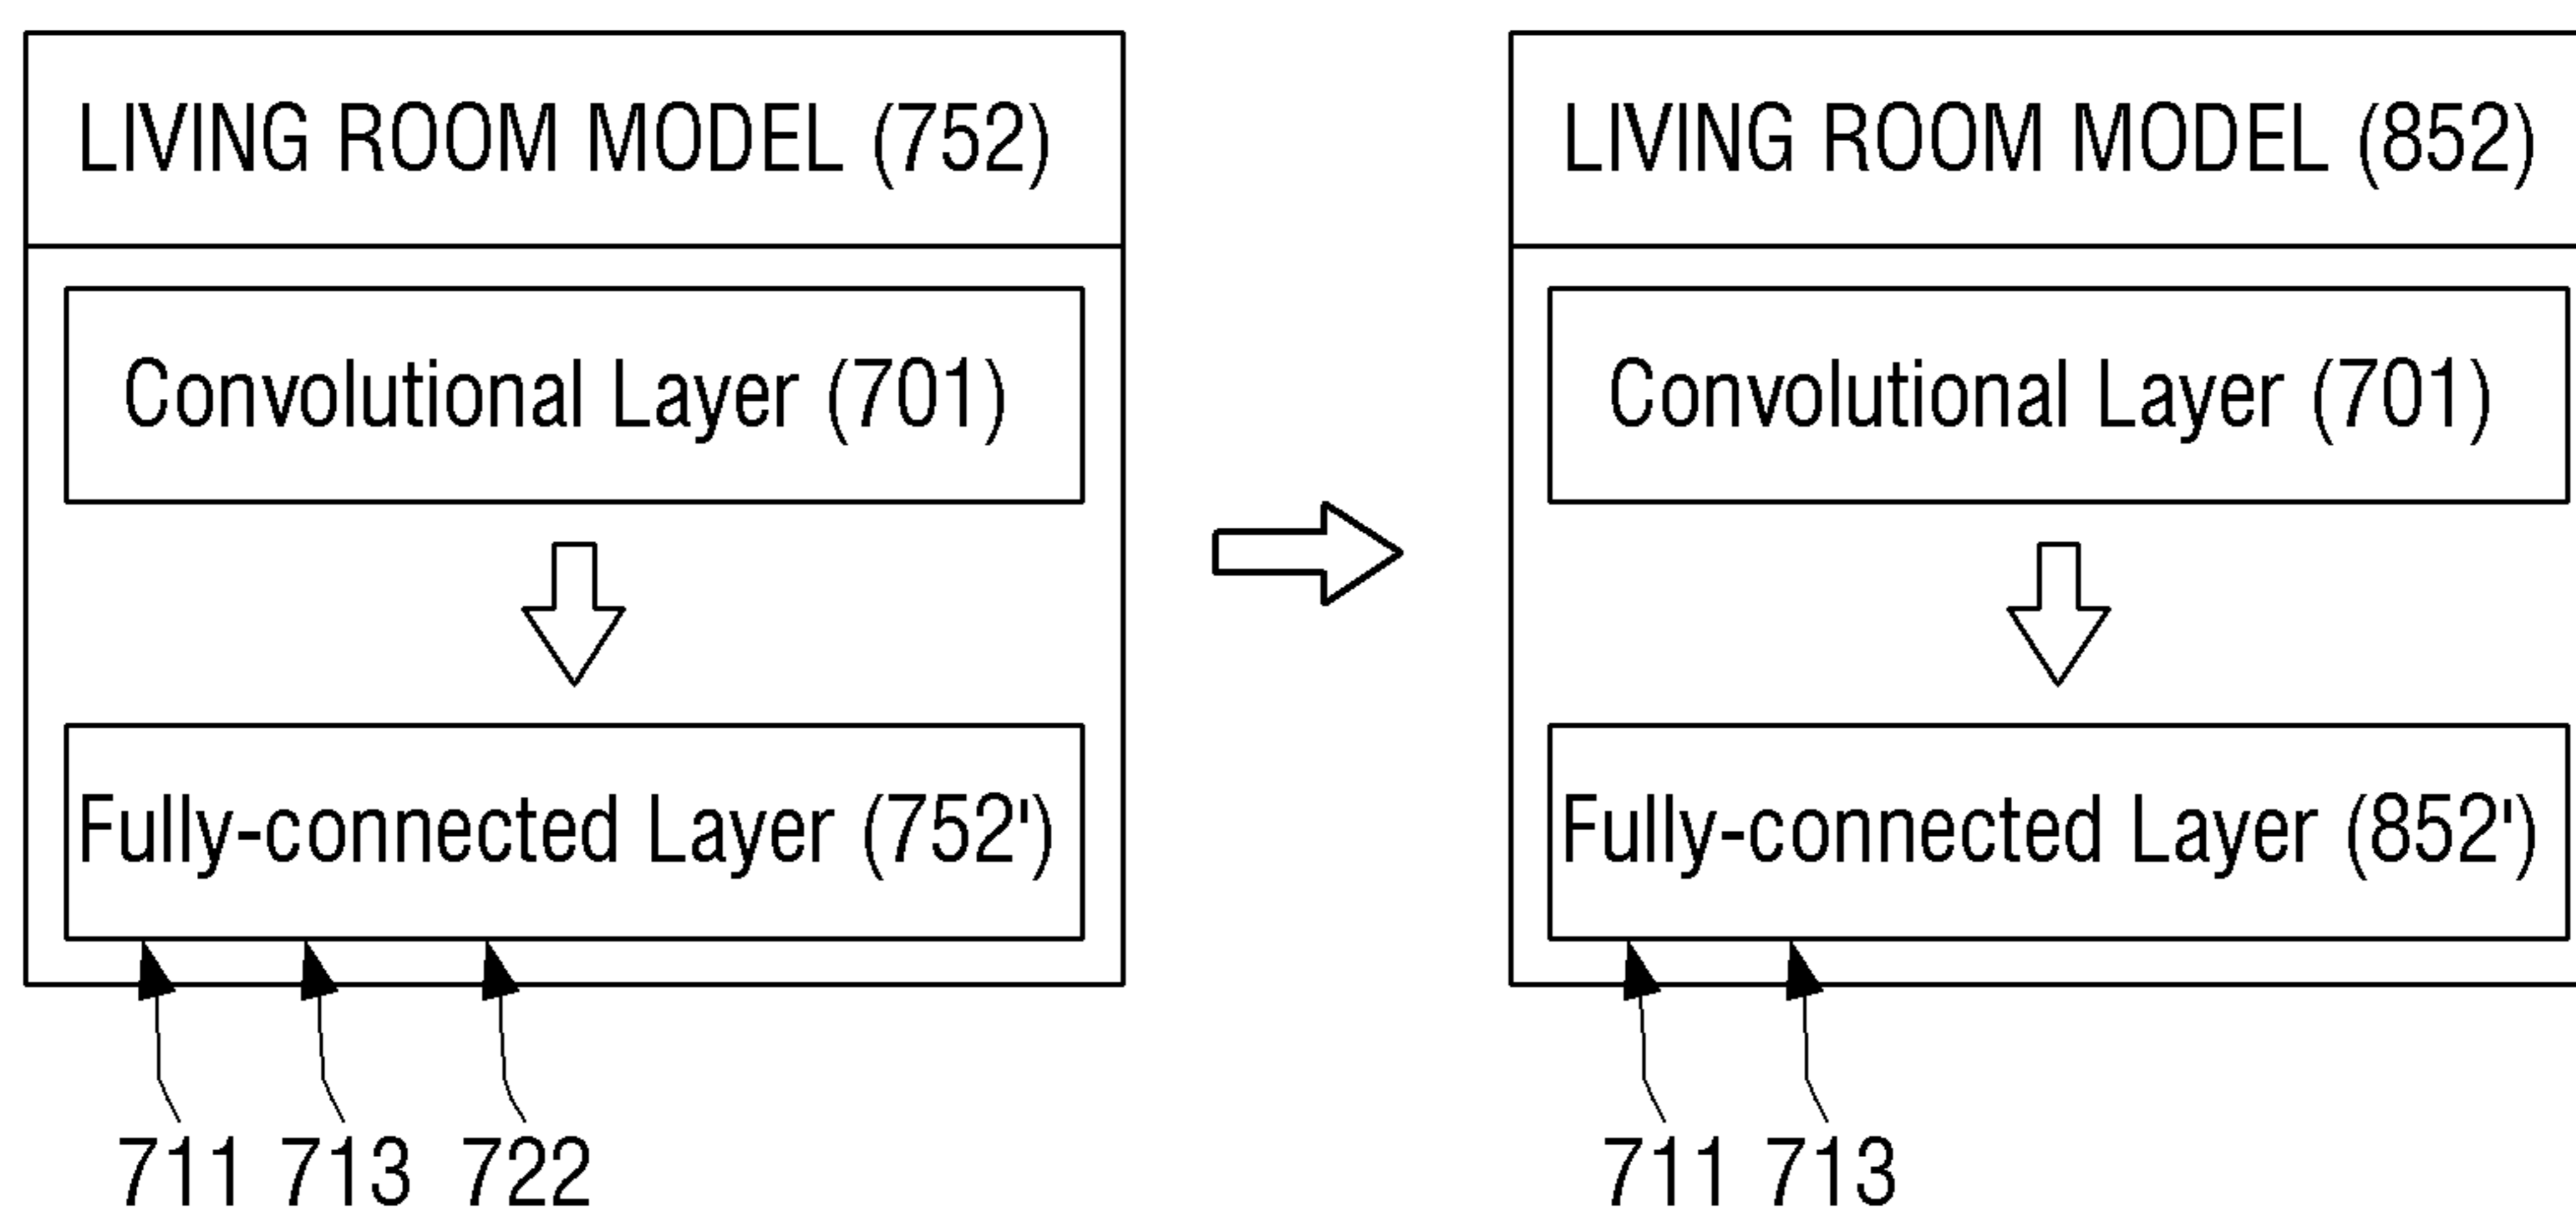 LIVING ROOM MODEL (752)
Convolutional Layer (701)
Fully-connected Layer (752')
711 713 722
LIVING ROOM MODEL (852)
Convolutional Layer (701)
Fully-connected Layer (852')
711 713